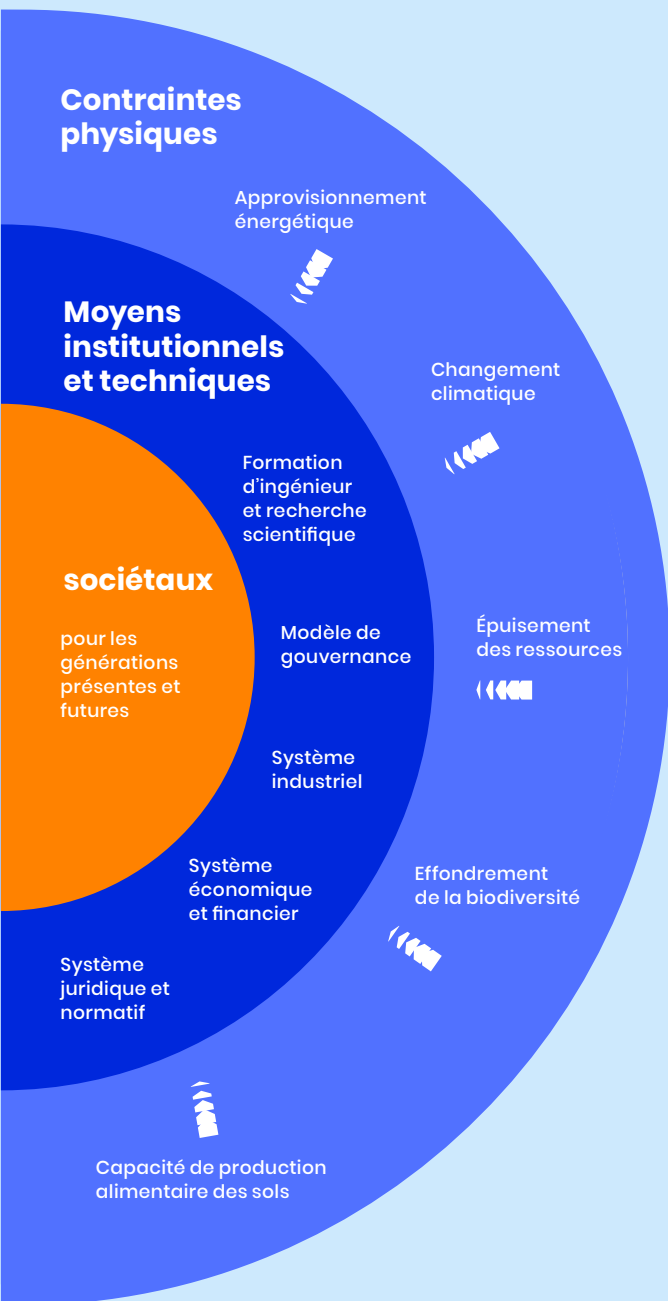 Contraintes
physiques
Approvisionnement
énergétique
Moyens
institutionnels
et techniques
Changement
climatique
Formation
d’ingénieur
et recherche
scientifique
sociétaux
pour les
générations
présentes et
futures
Modèle de
gouvernance
Épuisement
des ressources
Système
industriel
Système
économique
et financier
Effondrement
de la biodiversité
Système
juridique et
normatif
Capacité de production
alimentaire des sols